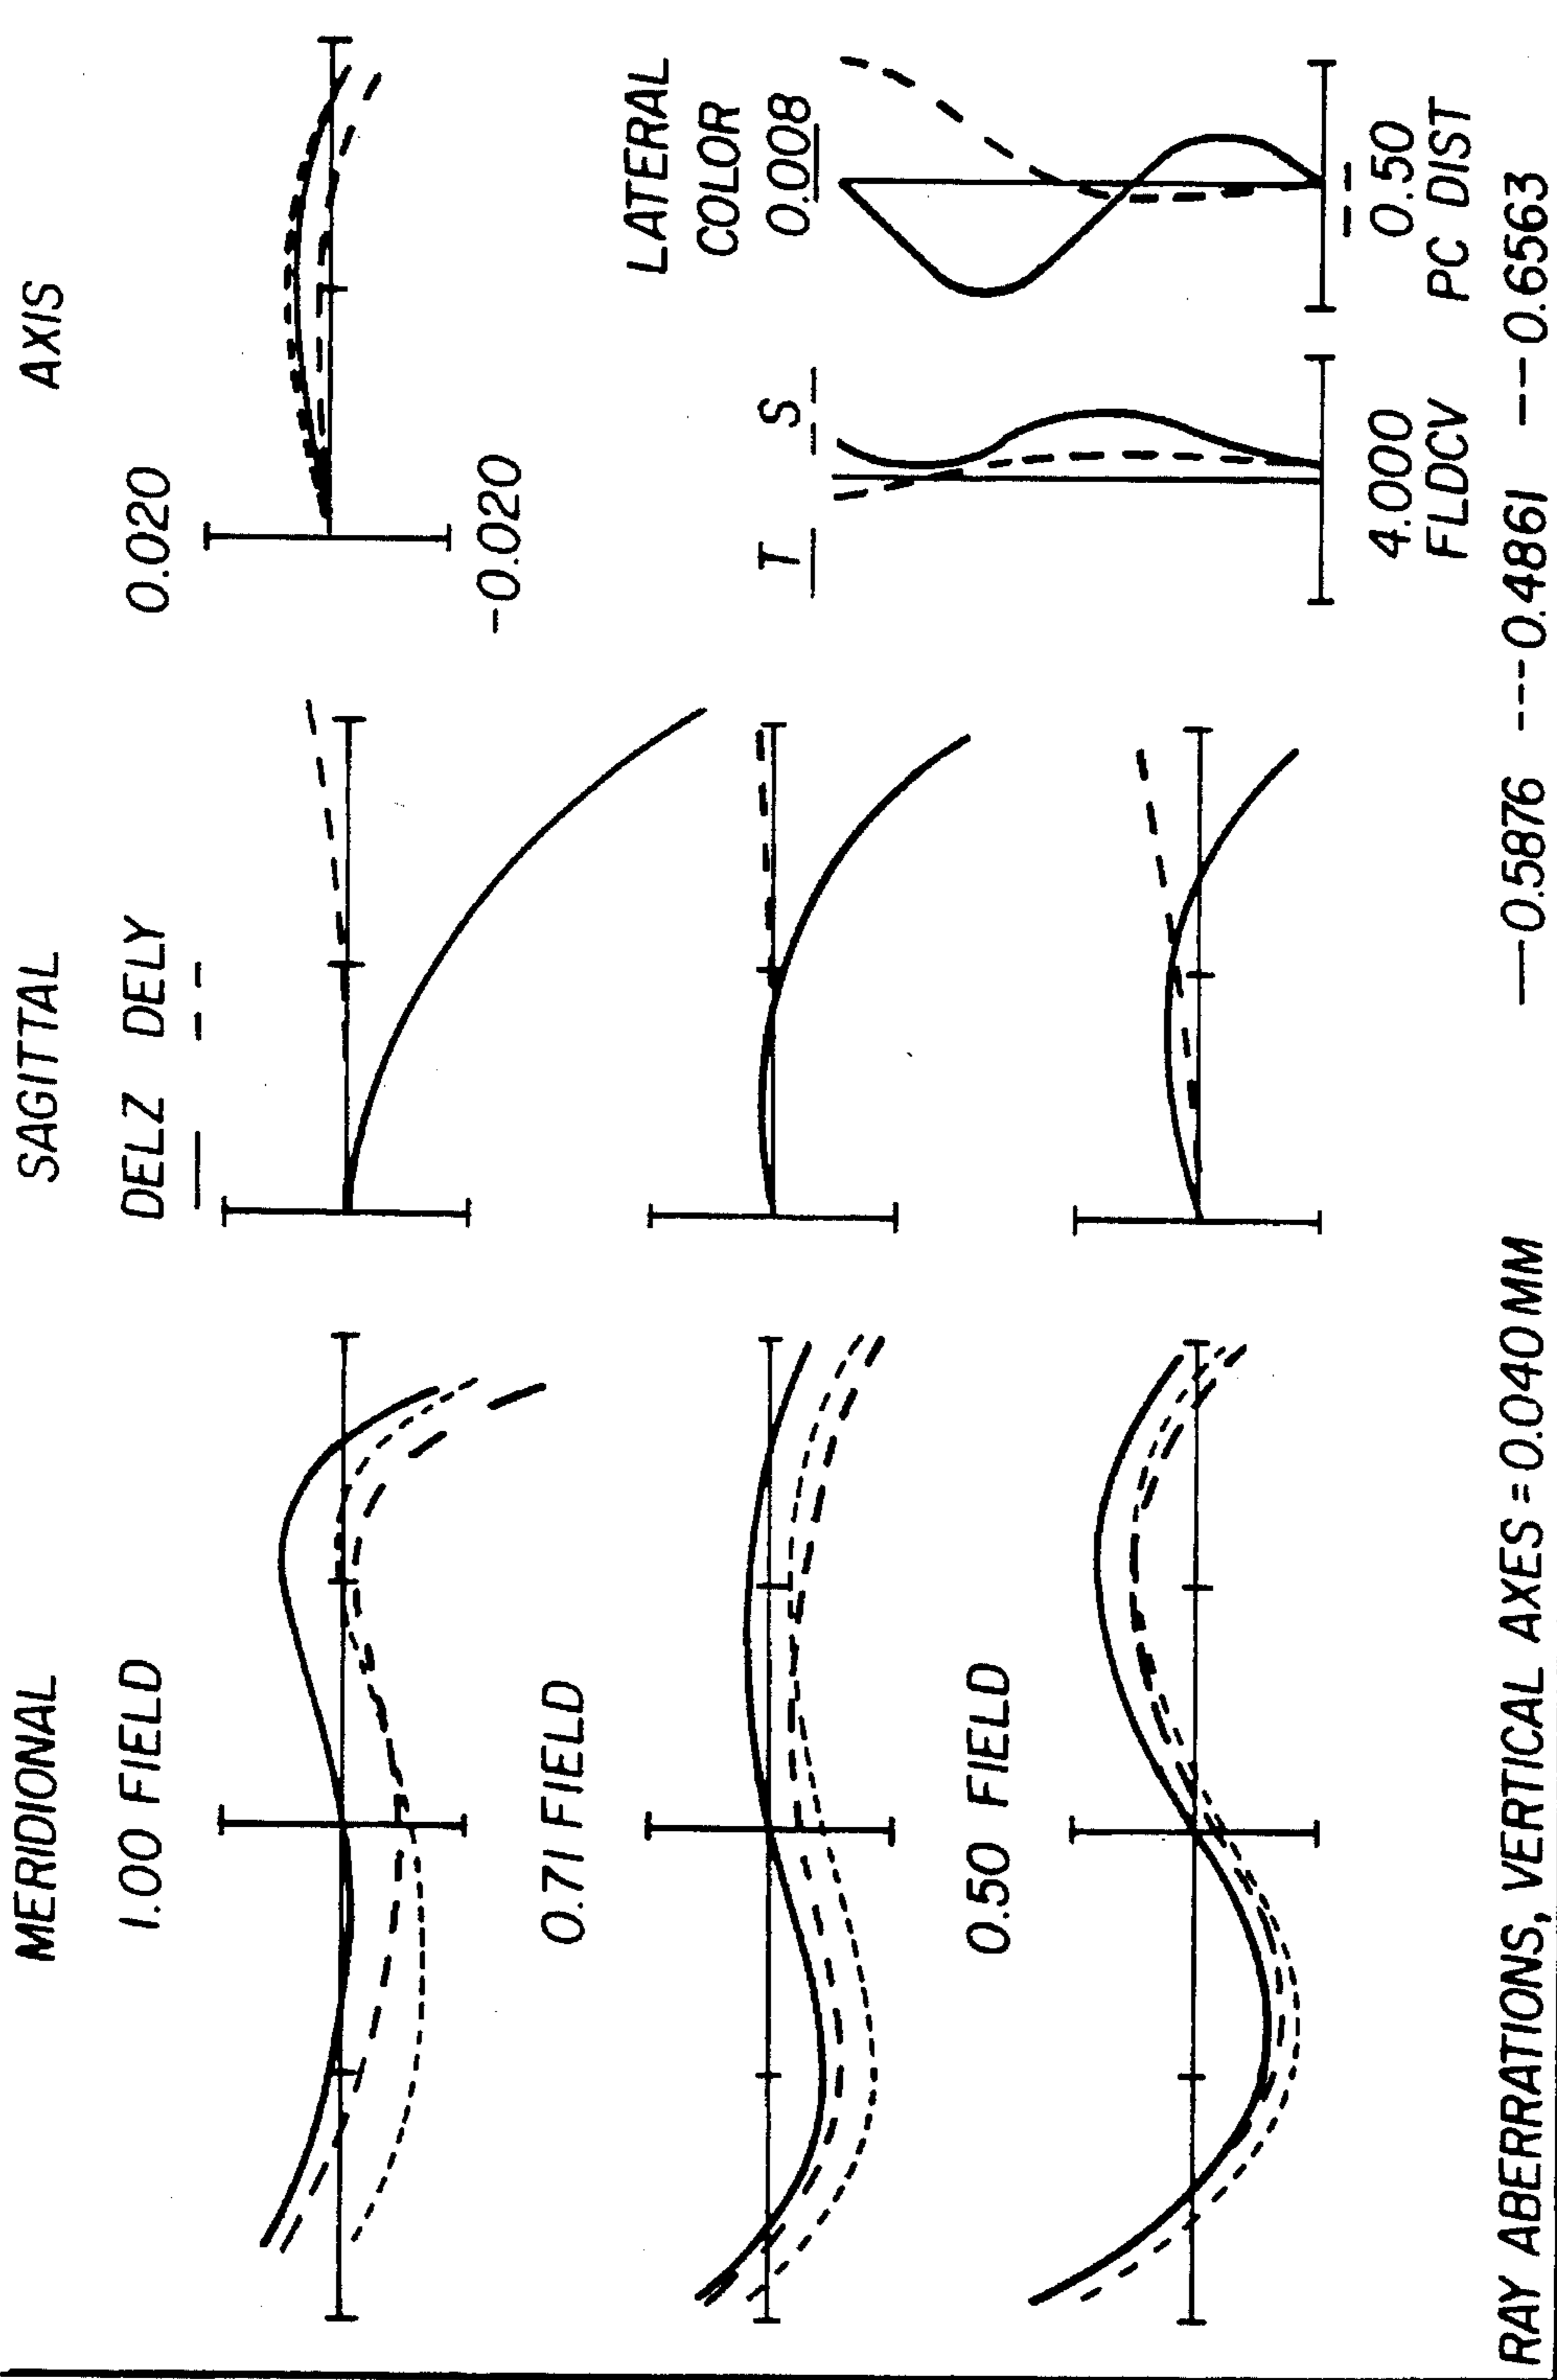 MERIDIONAL
SAGITTAL
AXIS
1.00 FIELD
DELZ DELY
0.020
-0.020
0.71 FIELD
0.50 FIELD
T S
LATERAL
COLOR
0.008
4.000
FLDCV
0.50
PC DIST
RAY ABERRATIONS, VERTICAL AXES = 0.040 MM
0.5876 0.4861 0.6563